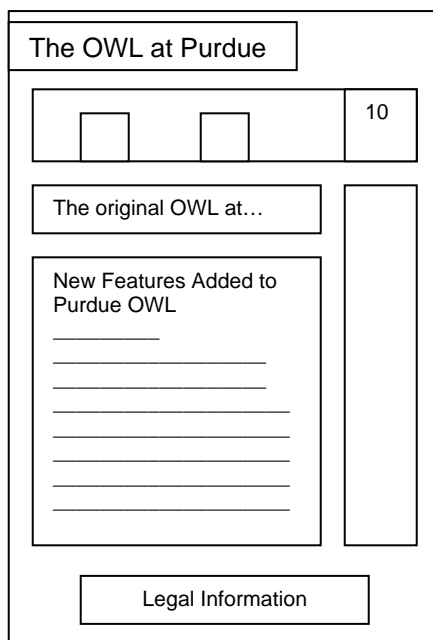 The OWL at Purdue
10
The original OWL at…
New Features Added to
Purdue OWL
Legal Information